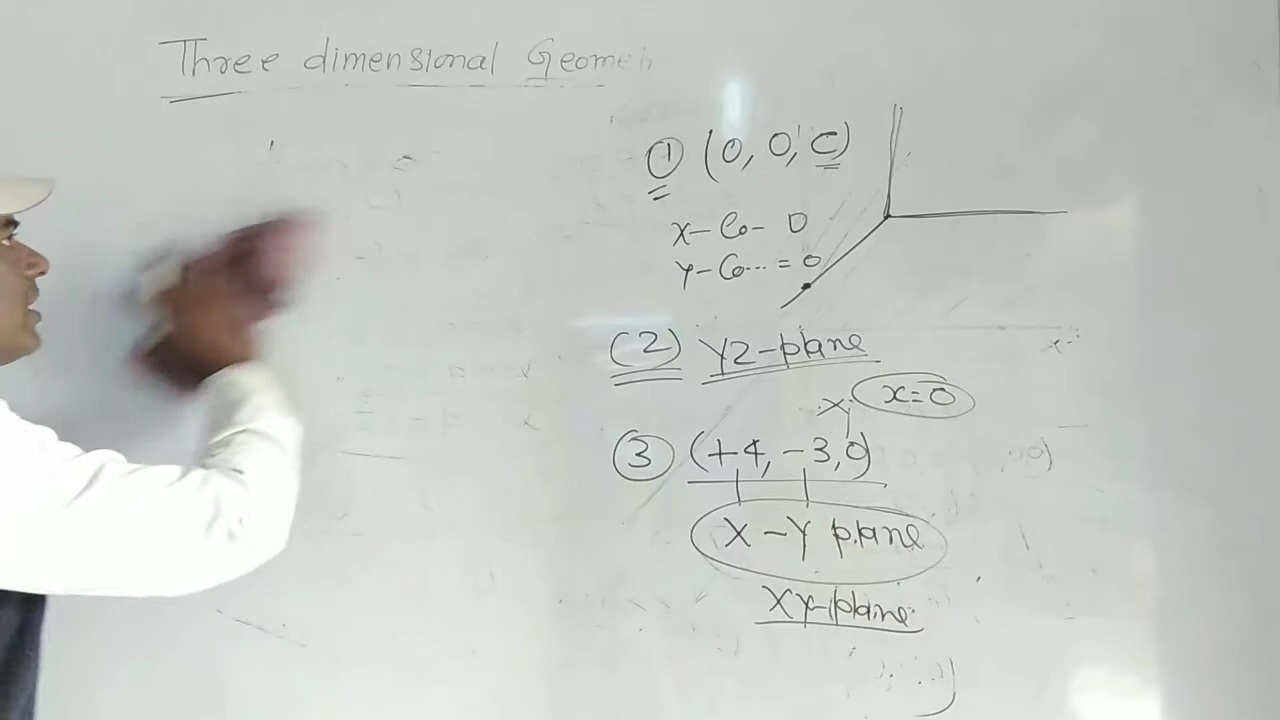 Three dimensional Geomet
① (0, 0, C)
X- Co- 0
Y- Co... = 0
(2) YZ-plane
x=0
③ (+4, -3, 0)
X - Y plane
XY-plane